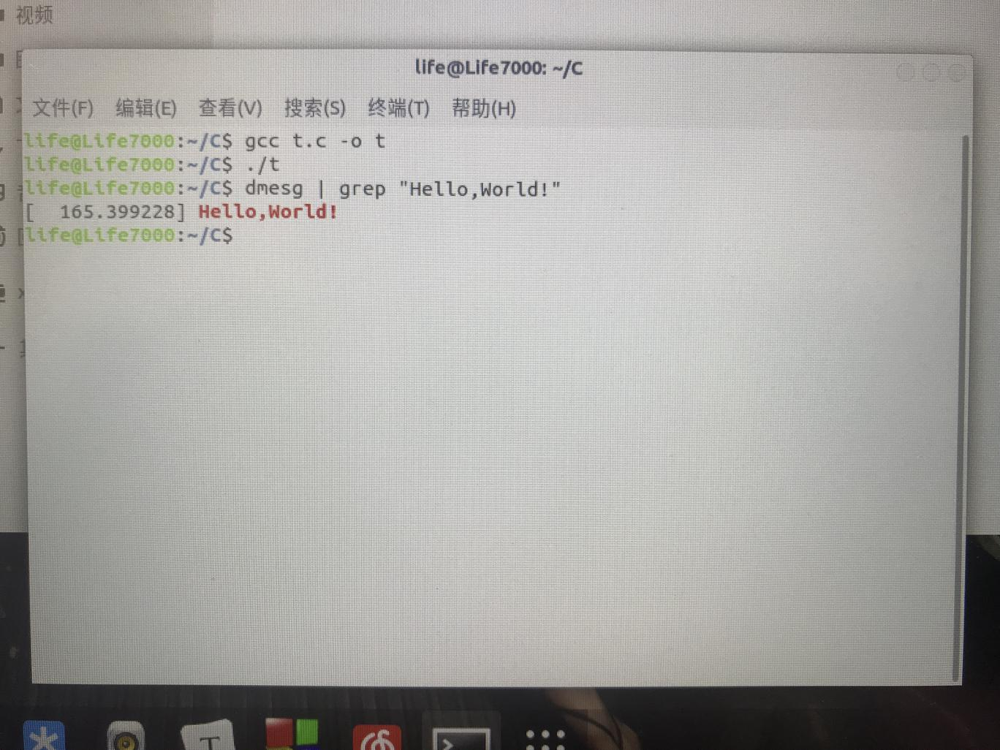 视频
life@Life7000: ~/C
文件(F) 编辑(E) 查看(V) 搜索(S) 终端(T) 帮助(H)
life@Life7000:~/C$ gcc t.c -o t
life@Life7000:~/C$ ./t
life@Life7000:~/C$ dmesg | grep "Hello,World!"
[  165.399228] Hello,World!
life@Life7000:~/C$
T